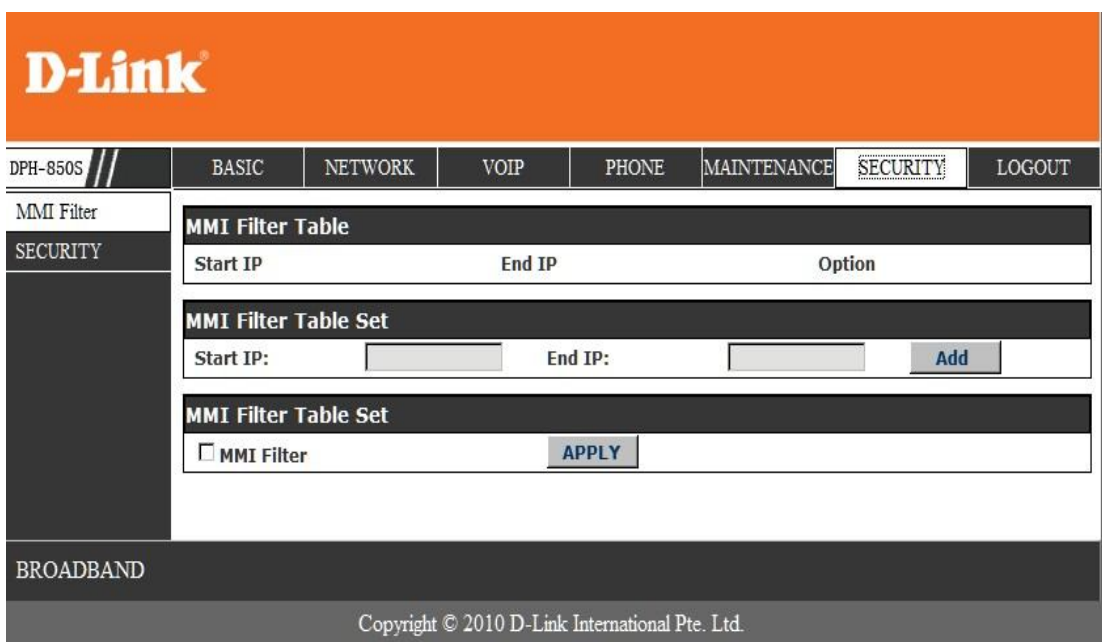 D-Link®
DPH-850S BASIC NETWORK VOIP PHONE MAINTENANCE SECURITY LOGOUT
MMI Filter
SECURITY
MMI Filter Table
Start IP End IP Option
MMI Filter Table Set
Start IP: End IP: Add
MMI Filter Table Set
MMI Filter APPLY
BROADBAND
Copyright © 2010 D-Link International Pte. Ltd.